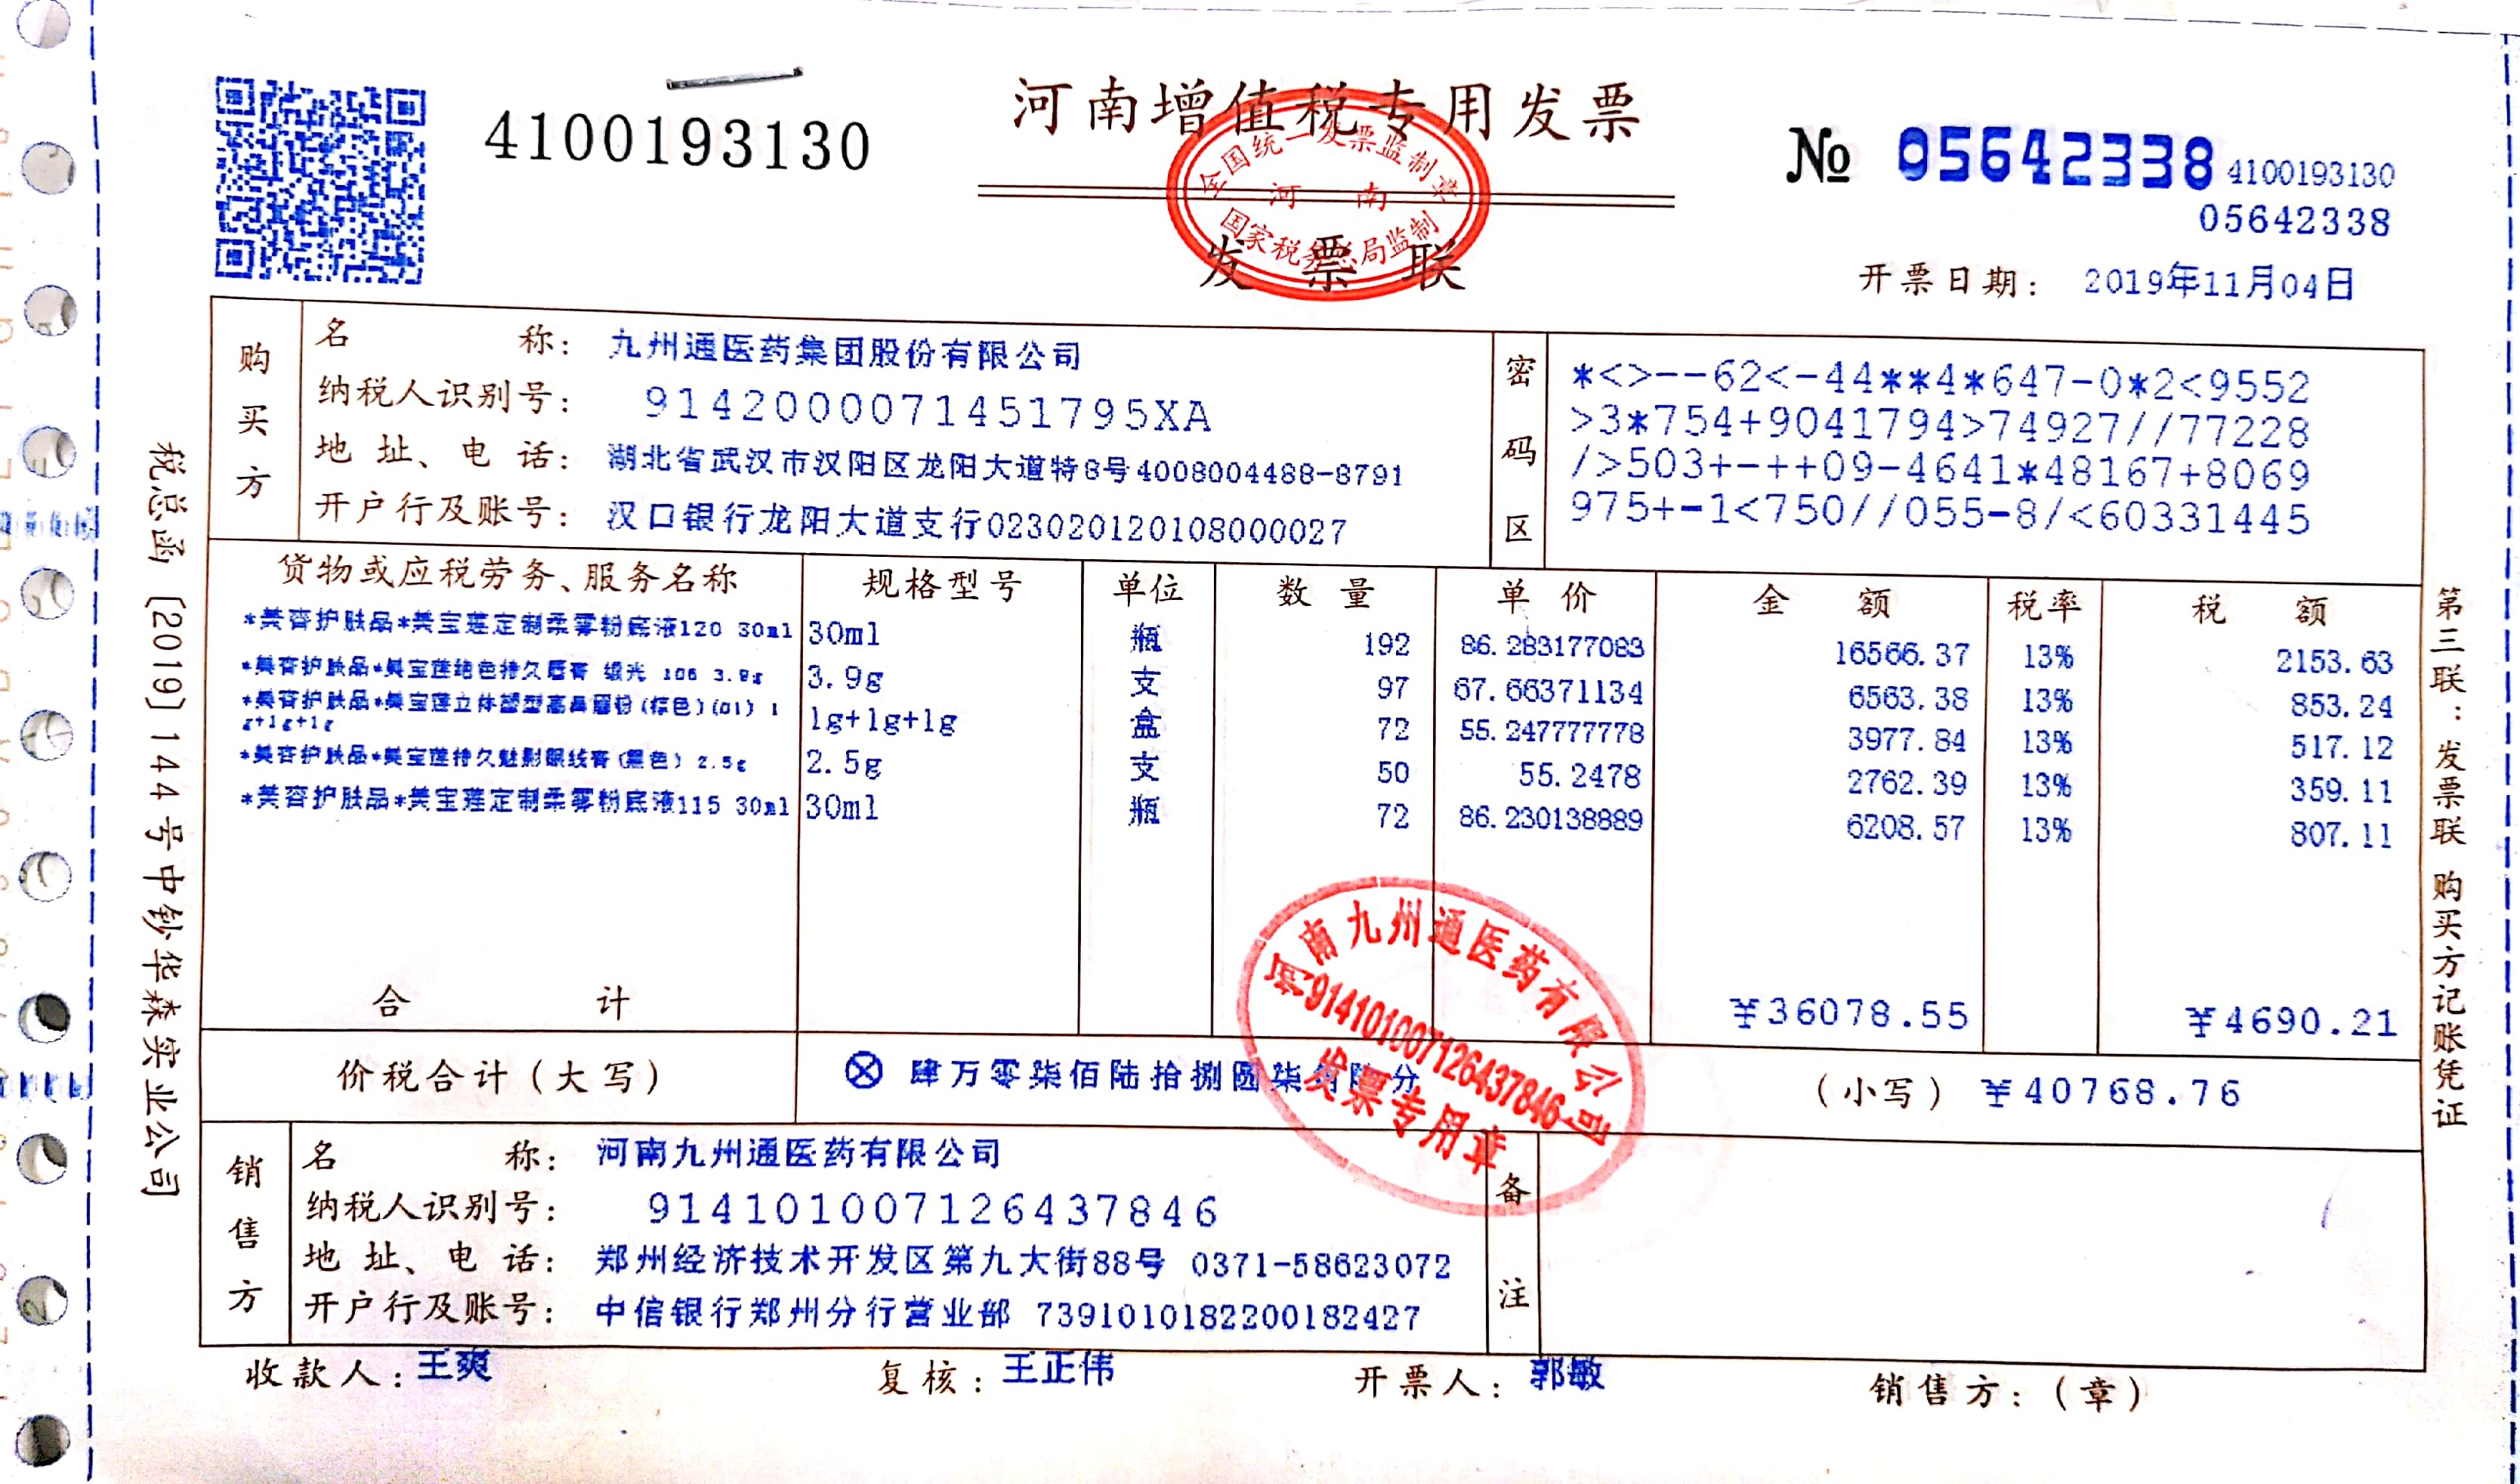 河南增值税专用发票
4100193130
№ 05642338
4100193130
05642338
全国统一发票监制章
河 南
国家税务总局监制
发票联
开票日期： 2019年11月04日
购买方
名 称： 九州通医药集团股份有限公司
纳税人识别号： 9142000071451795XA
地址、电话： 湖北省武汉市汉阳区龙阳大道特8号4008004488-8791
开户行及账号： 汉口银行龙阳大道支行023020120108000027
密码区
*<>--62<-44**4*647-0*2<9552
>3*754+9041794>74927//77228
/>503+-++09-4641*48167+8069
975+-1<750//055-8/<60331445
货物或应税劳务、服务名称 规格型号 单位 数量 单价 金额 税率 税额
*美容护肤品*美宝莲定制柔雾粉底液120 30ml 30ml 瓶 192 86.283177083 16566.37 13% 2153.63
*美容护肤品*美宝莲绝色持久唇膏 缎光 106 3.9g 3.9g 支 97 67.66371134 6563.38 13% 853.24
*美容护肤品*美宝莲立体塑型高鼻眉粉(棕色)(01) 1
g+1g+1g 1g+1g+1g 盒 72 55.247777778 3977.84 13% 517.12
*美容护肤品*美宝莲持久魅影眼线膏(黑色) 2.5g 2.5g 支 50 55.2478 2762.39 13% 359.11
*美容护肤品*美宝莲定制柔雾粉底液115 30ml 30ml 瓶 72 86.230138889 6208.57 13% 807.11
合 计 ¥36078.55 ¥4690.21
价税合计（大写） ⊗ 肆万零柒佰陆拾捌圆柒角陆分 （小写） ¥40768.76
河南九州通医药有限公司
914101007126437846
发票专用章
销售方
名 称： 河南九州通医药有限公司
纳税人识别号： 914101007126437846
地址、电话： 郑州经济技术开发区第九大街88号 0371-58623072
开户行及账号： 中信银行郑州分行营业部 7391010182200182427
备注
收款人：王爽 复核：王正伟 开票人：郭敏 销售方：（章）
税总函〔2019〕144号中钞华森实业公司
第三联：发票联 购买方记账凭证